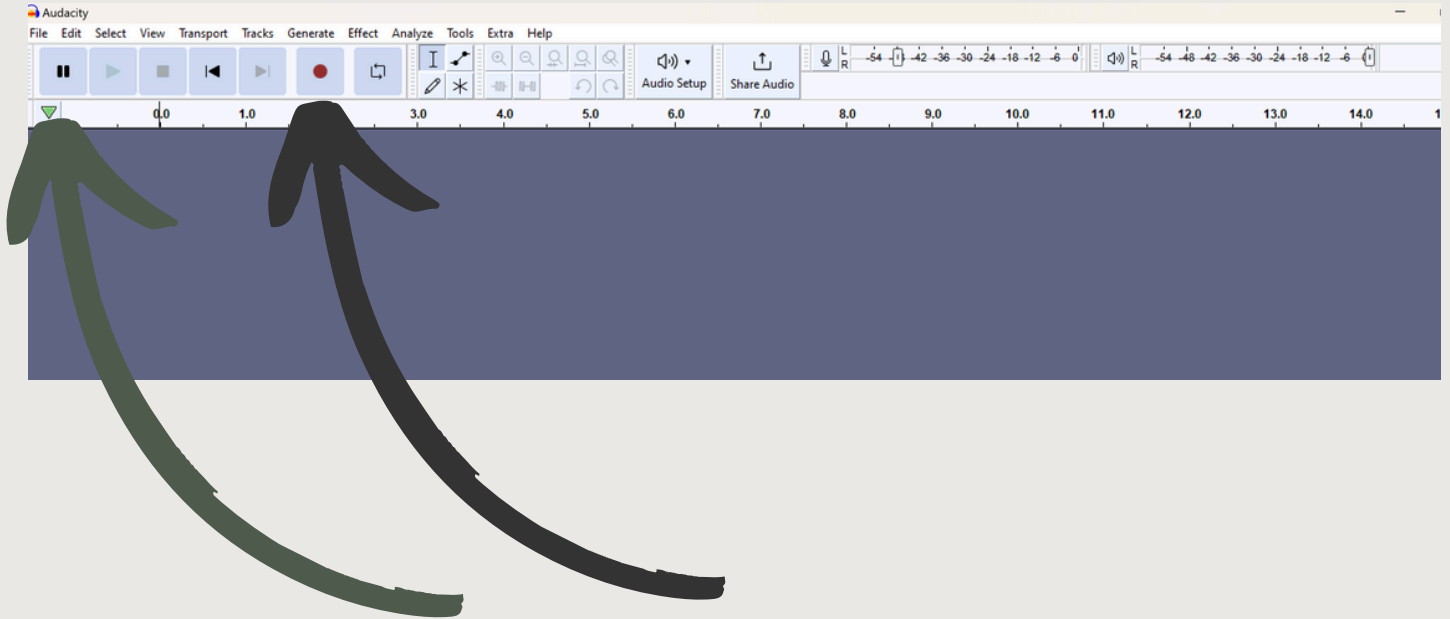 Audacity
File Edit Select View Transport Tracks Generate Effect Analyze Tools Extra Help
L -54 -42 -36 -30 -24 -18 -12 -6 0 L -54 -48 -42 -36 -30 -24 -18 -12 -6
R R
Audio Setup Share Audio
0.0 1.0 3.0 4.0 5.0 6.0 7.0 8.0 9.0 10.0 11.0 12.0 13.0 14.0